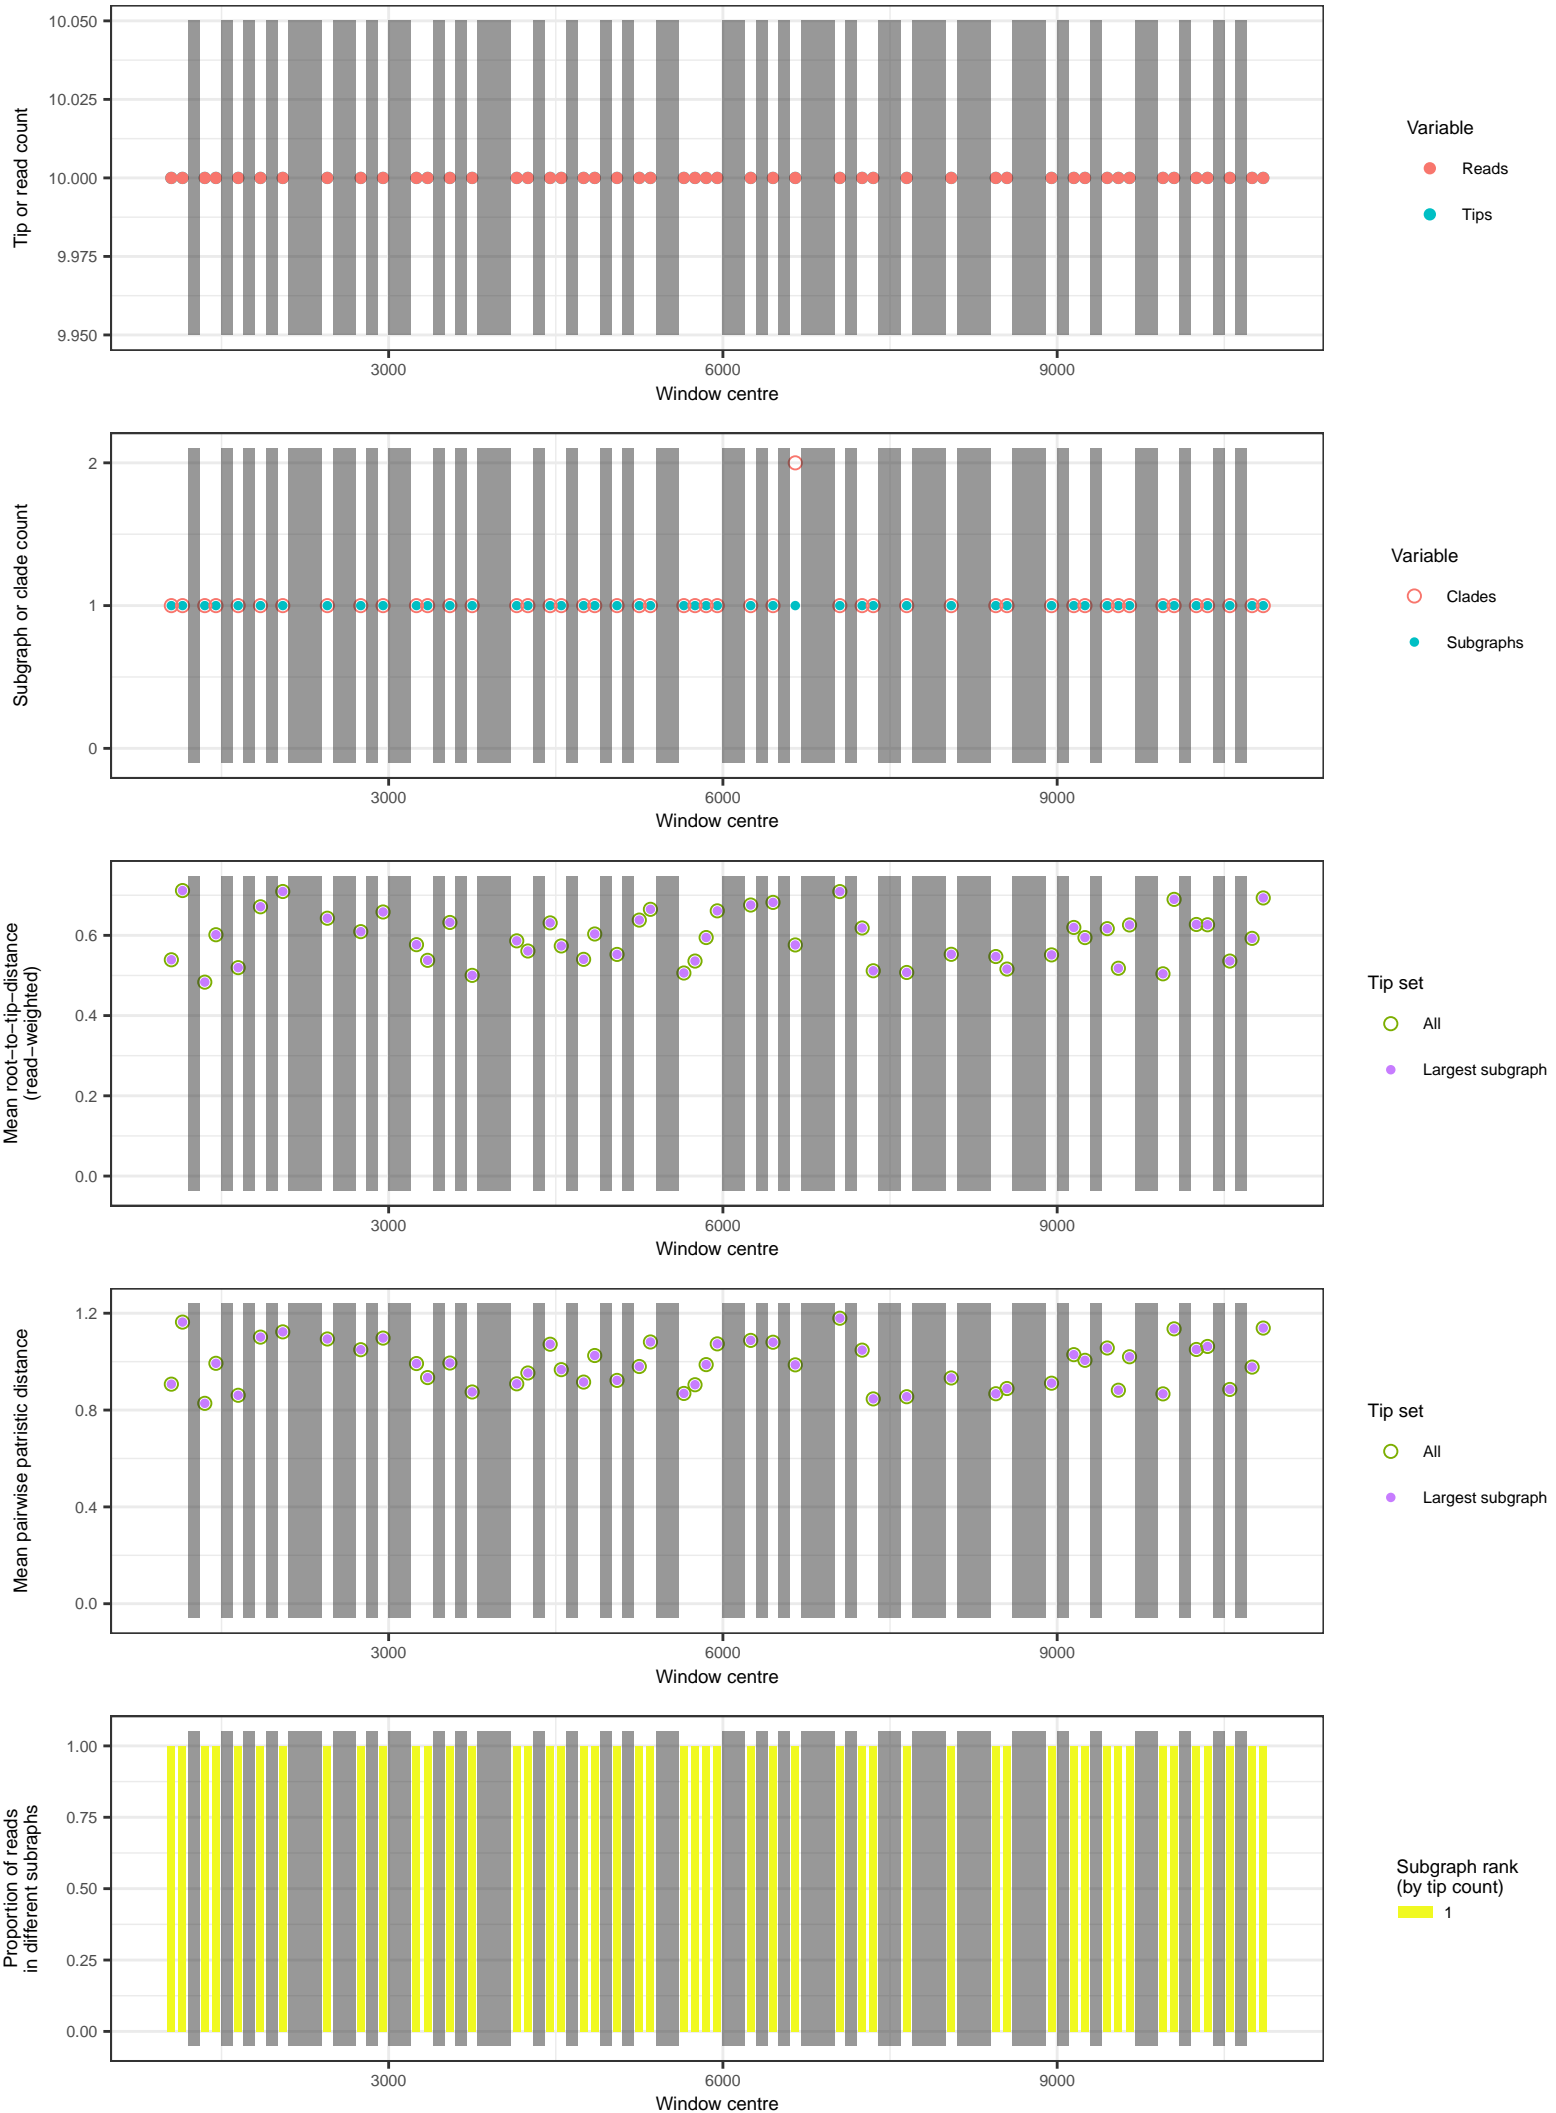 10.050
10.025
10.000
9.975
9.950
Tip or read count
3000
6000
9000
Window centre
Variable
Reads
Tips
2
1
0
Subgraph or clade count
3000
6000
9000
Window centre
Variable
Clades
Subgraphs
0.6
0.4
0.2
0.0
Mean root−to−tip−distance
(read−weighted)
3000
6000
9000
Window centre
Tip set
All
Largest subgraph
1.2
0.8
0.4
0.0
Mean pairwise patristic distance
3000
6000
9000
Window centre
Tip set
All
Largest subgraph
1.00
0.75
0.50
0.25
0.00
Proportion of reads
in different subraphs
3000
6000
9000
Window centre
Subgraph rank
(by tip count)
1